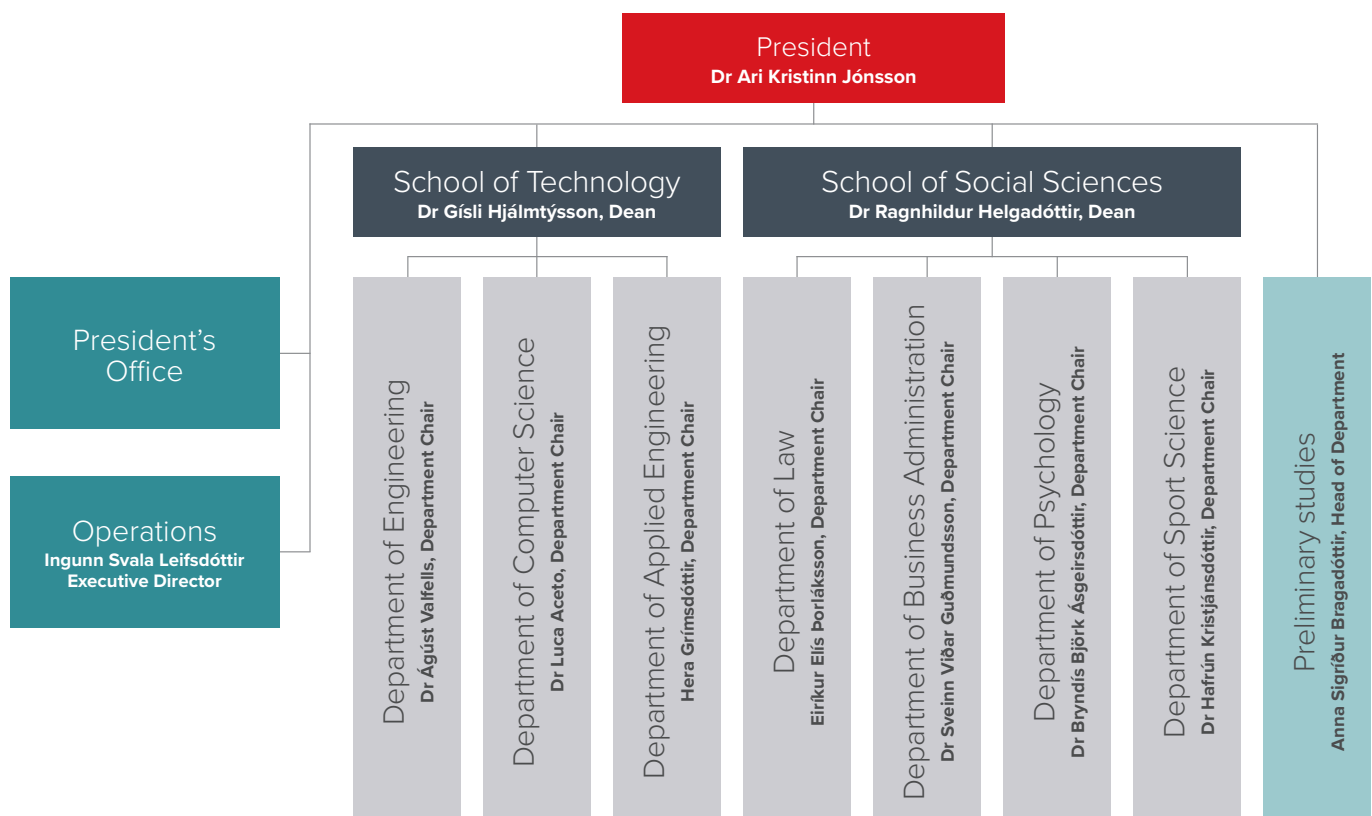 President
Dr Ari Kristinn Jónsson
School of Technology
Dr Gísli Hjálmtýsson, Dean
School of Social Sciences
Dr Ragnhildur Helgadóttir, Dean
President's
Office
Operations
Ingunn Svala Leifsdóttir
Executive Director
Department of Engineering
Dr Ágúst Valfells, Department Chair
Department of Computer Science
Dr Luca Aceto, Department Chair
Department of Applied Engineering
Hera Grímsdóttir, Department Chair
Department of Law
Eiríkur Elís Þorláksson, Department Chair
Department of Business Administration
Dr Sveinn Viðar Guðmundsson, Department Chair
Department of Psychology
Dr Bryndís Björk Ásgeirsdóttir, Department Chair
Department of Sport Science
Dr Hafrún Kristjánsdóttir, Department Chair
Preliminary studies
Anna Sigríður Bragadóttir, Head of Department